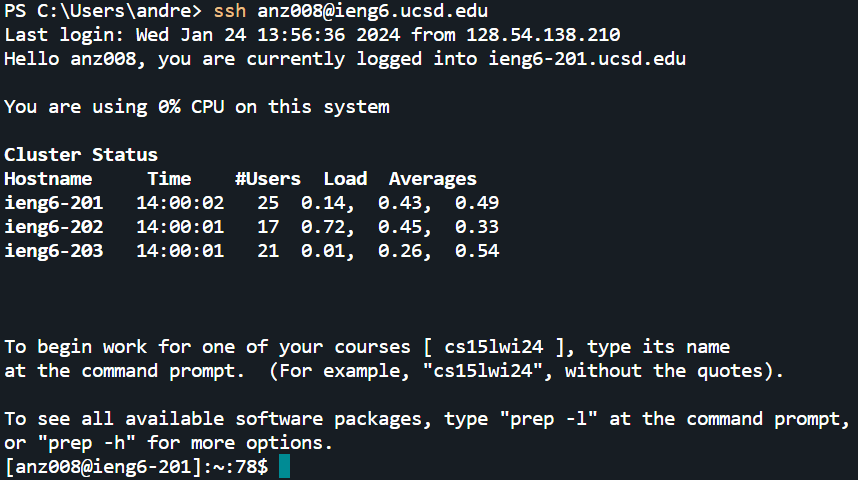 PS C:\Users\andre> ssh anz008@ieng6.ucsd.edu
Last login: Wed Jan 24 13:56:36 2024 from 128.54.138.210
Hello anz008, you are currently logged into ieng6-201.ucsd.edu
You are using 0% CPU on this system
Cluster Status
Hostname     Time    #Users  Load  Averages
ieng6-201   14:00:02   25  0.14,  0.43,  0.49
ieng6-202   14:00:01   17  0.72,  0.45,  0.33
ieng6-203   14:00:01   21  0.01,  0.26,  0.54
To begin work for one of your courses [ cs15lwi24 ], type its name
at the command prompt.  (For example, "cs15lwi24", without the quotes).
To see all available software packages, type "prep -l" at the command prompt,
or "prep -h" for more options.
[anz008@ieng6-201]:~:78$